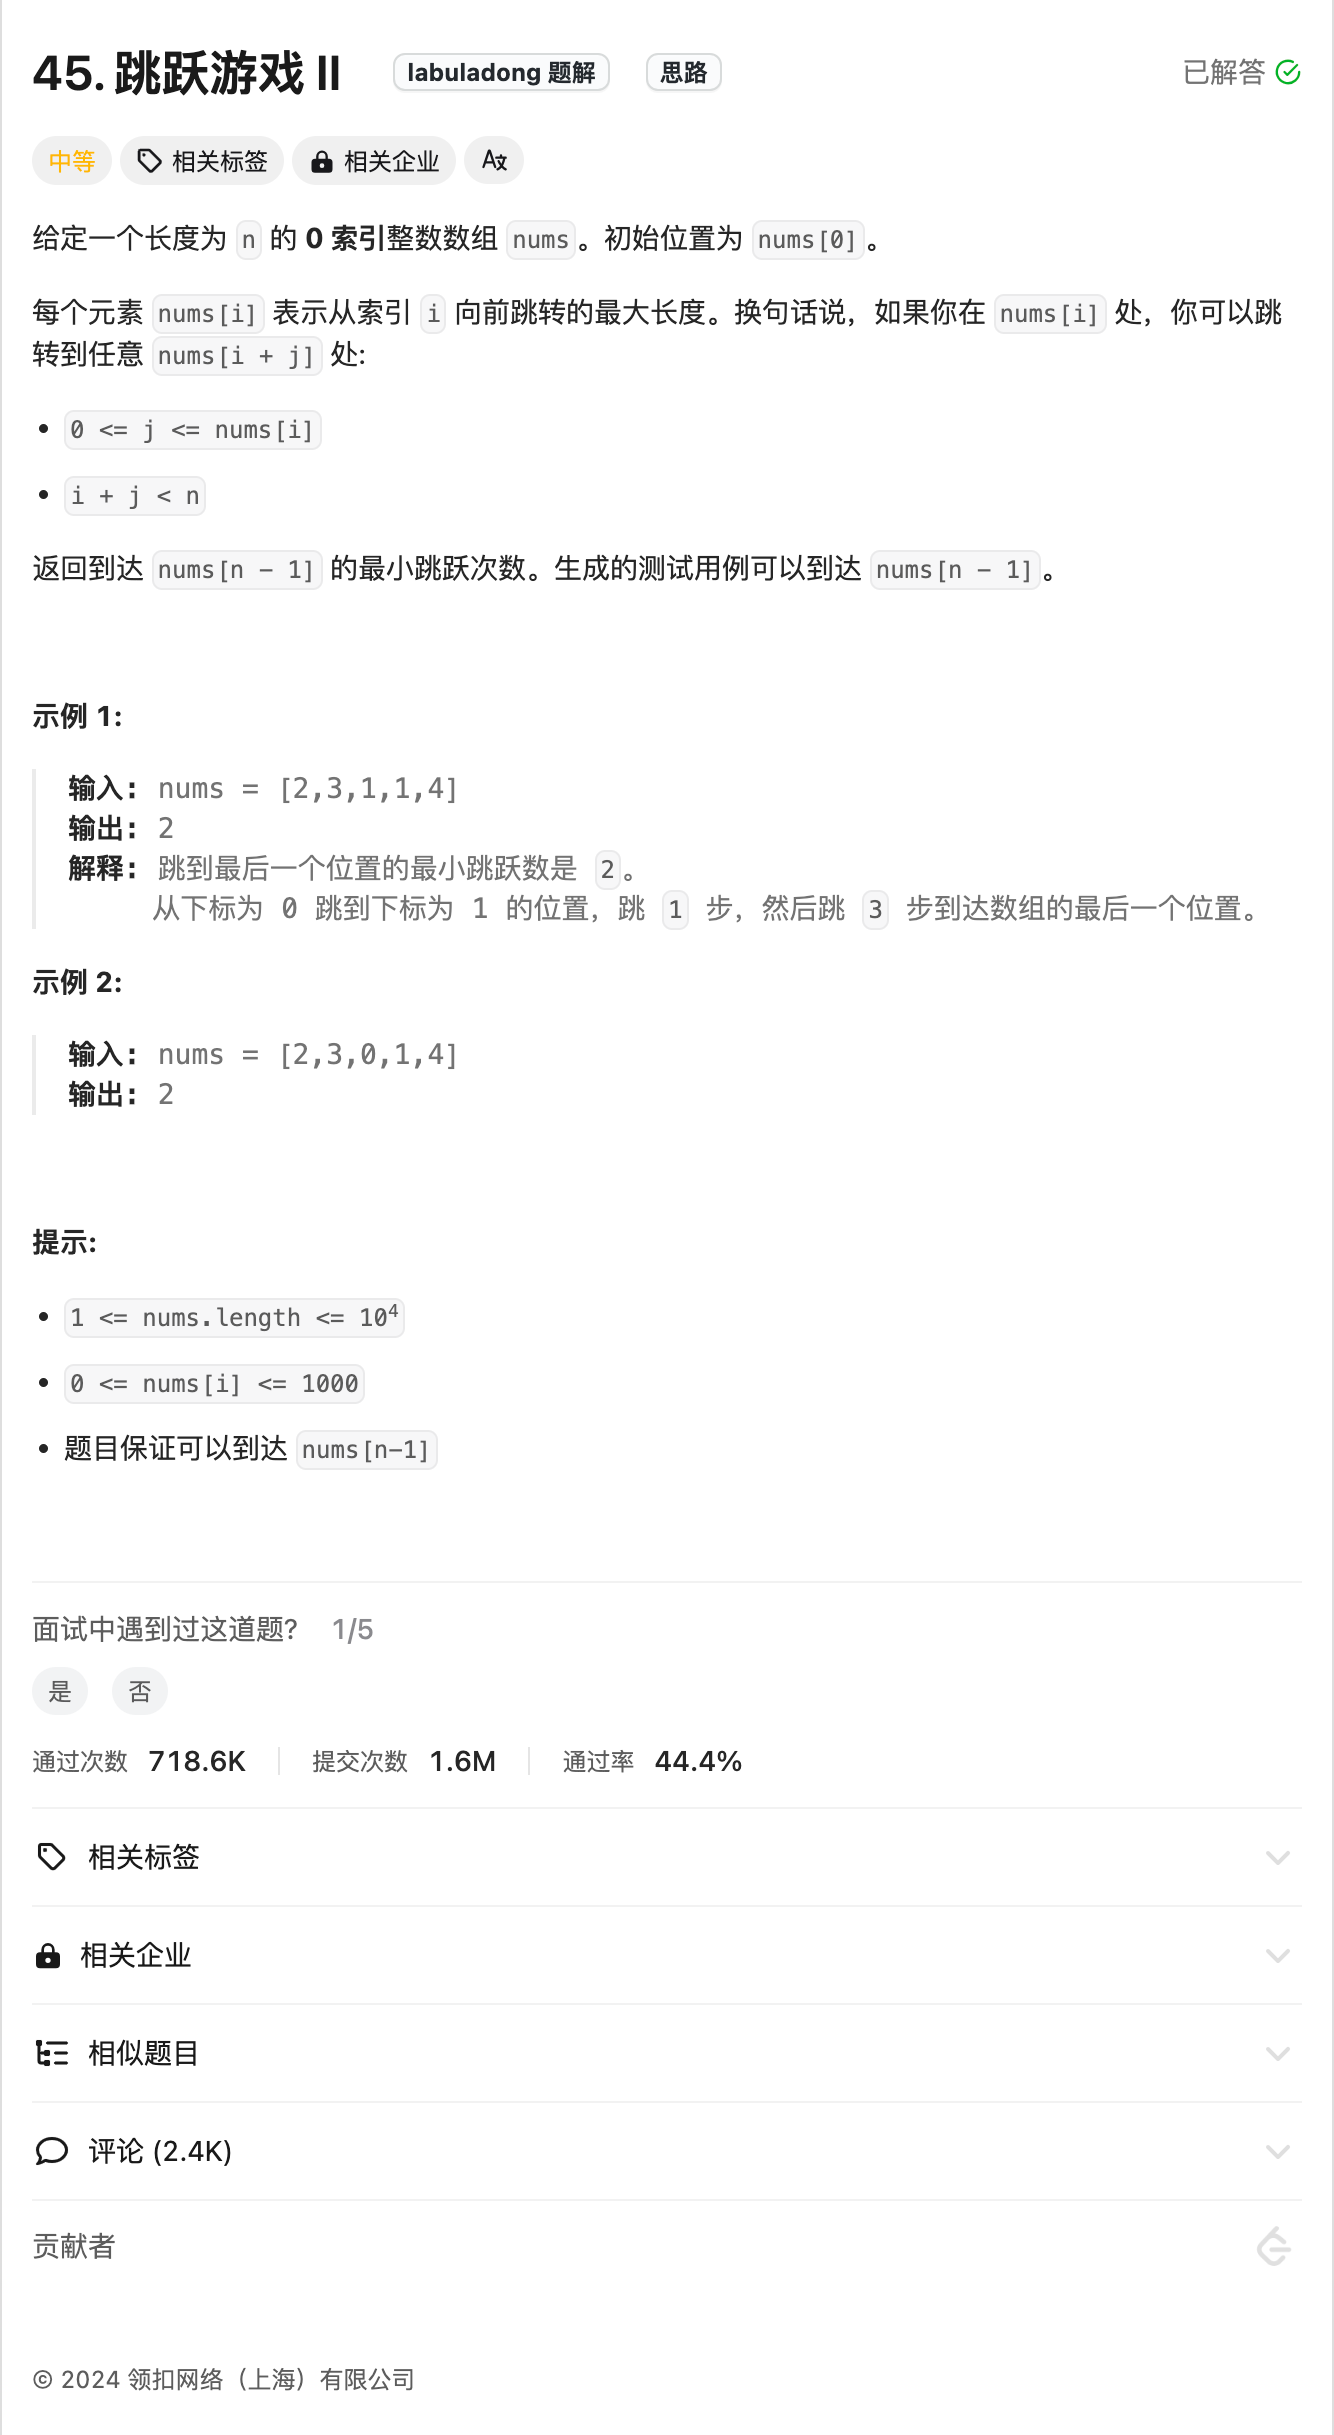 45. 跳跃游戏 II labuladong 题解 思路 已解答
中等 相关标签 相关企业 A文
给定一个长度为 n 的 0 索引整数数组 nums。初始位置为 nums[0]。
每个元素 nums[i] 表示从索引 i 向前跳转的最大长度。换句话说，如果你在 nums[i] 处，你可以跳
转到任意 nums[i + j] 处:
• 0 <= j <= nums[i]
• i + j < n
返回到达 nums[n - 1] 的最小跳跃次数。生成的测试用例可以到达 nums[n - 1]。
示例 1:
输入: nums = [2,3,1,1,4]
输出: 2
解释: 跳到最后一个位置的最小跳跃数是 2。
从下标为 0 跳到下标为 1 的位置，跳 1 步，然后跳 3 步到达数组的最后一个位置。
示例 2:
输入: nums = [2,3,0,1,4]
输出: 2
提示:
• 1 <= nums.length <= 10⁴
• 0 <= nums[i] <= 1000
• 题目保证可以到达 nums[n-1]
面试中遇到过这道题? 1/5
是 否
通过次数 718.6K 提交次数 1.6M 通过率 44.4%
相关标签
相关企业
相似题目
评论 (2.4K)
贡献者
© 2024 领扣网络（上海）有限公司